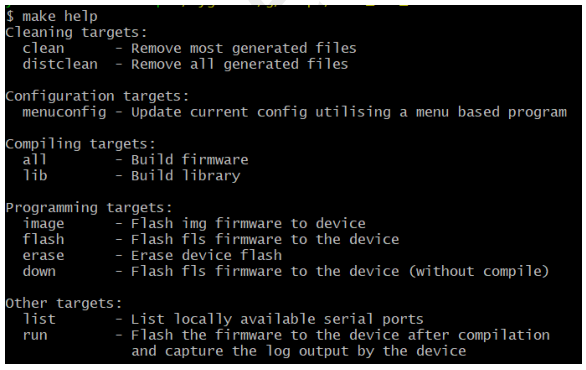 $ make help
Cleaning targets:
  clean      - Remove most generated files
  distclean  - Remove all generated files
Configuration targets:
  menuconfig - Update current config utilising a menu based program
Compiling targets:
  all        - Build firmware
  lib        - Build library
Programming targets:
  image      - Flash img firmware to device
  flash      - Flash fls firmware to the device
  erase      - Erase device flash
  down       - Flash fls firmware to the device (without compile)
Other targets:
  list       - List locally available serial ports
  run        - Flash the firmware to the device after compilation
               and capture the log output by the device